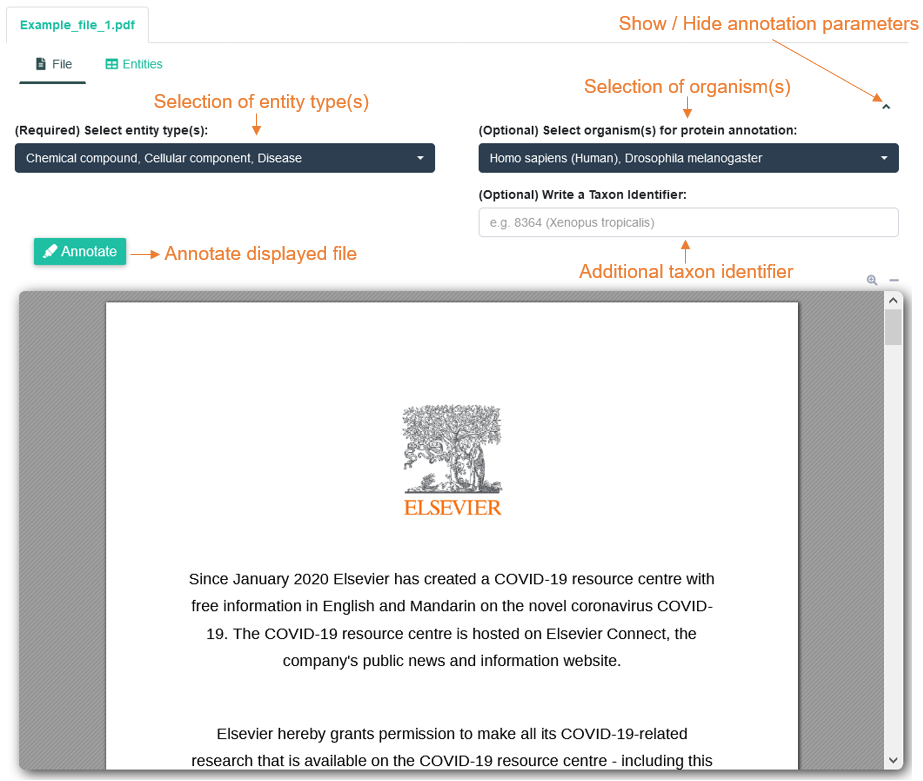 Example_file_1.pdf
Show / Hide annotation parameters
File
Entities
Selection of entity type(s)
Selection of organism(s)
(Required) Select entity type(s):
(Optional) Select organism(s) for protein annotation:
Chemical compound, Cellular component, Disease
Homo sapiens (Human), Drosophila melanogaster
(Optional) Write a Taxon Identifier:
e.g. 8364 (Xenopus tropicalis)
Annotate
Annotate displayed file
Additional taxon identifier
ELSEVIER
Since January 2020 Elsevier has created a COVID-19 resource centre with
free information in English and Mandarin on the novel coronavirus COVID-
19. The COVID-19 resource centre is hosted on Elsevier Connect, the
company's public news and information website.
Elsevier hereby grants permission to make all its COVID-19-related
research that is available on the COVID-19 resource centre - including this